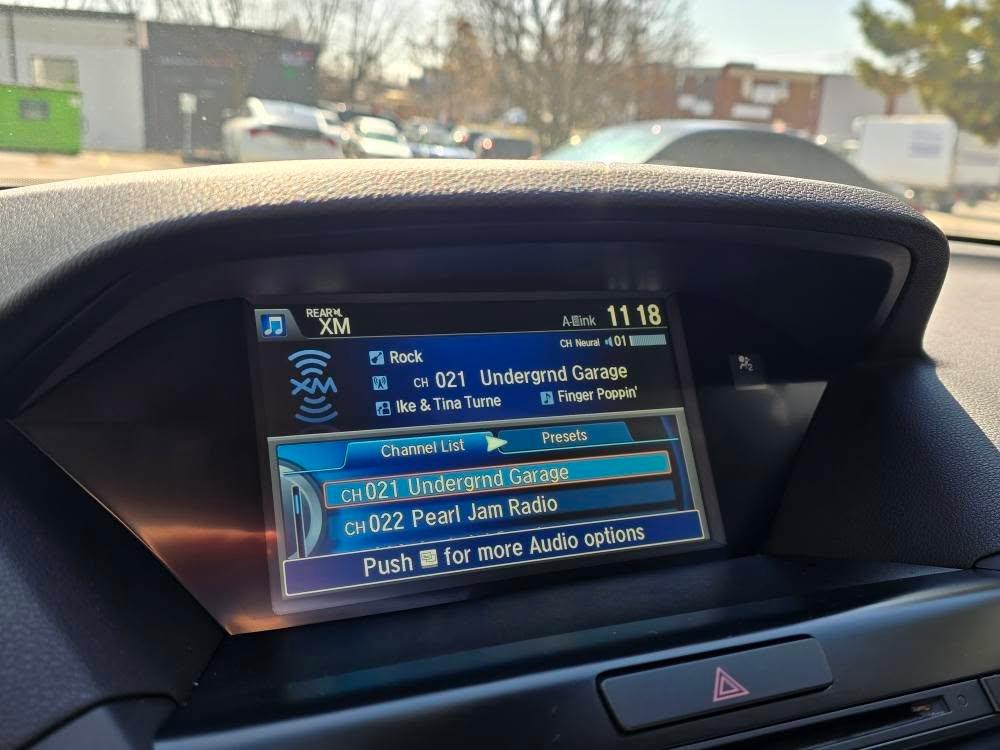 REAR
XM
A-Link 11 18
CH Neural 01
XM
Rock
CH 021 Undergrnd Garage
Ike & Tina Turne Finger Poppin'
Channel List Presets
CH 021 Undergrnd Garage
CH 022 Pearl Jam Radio
Push for more Audio options
2